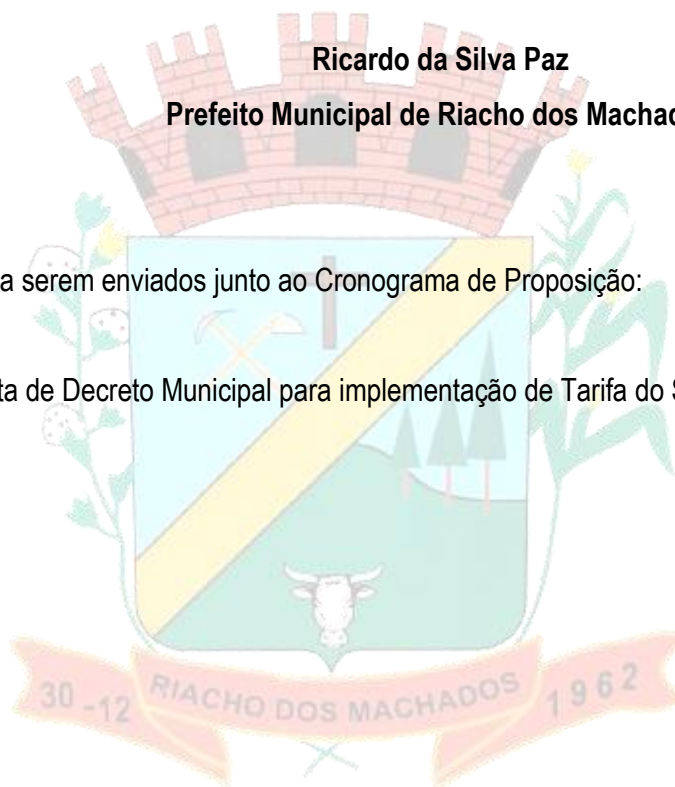 Ricardo da Silva Paz
Prefeito Municipal de Riacho dos
a serem enviados junto ao Cronograma de Proposição:
de Decreto Municipal para implementação de Tarifa do
30-12 RIACHO DOS MACHADOS 1962